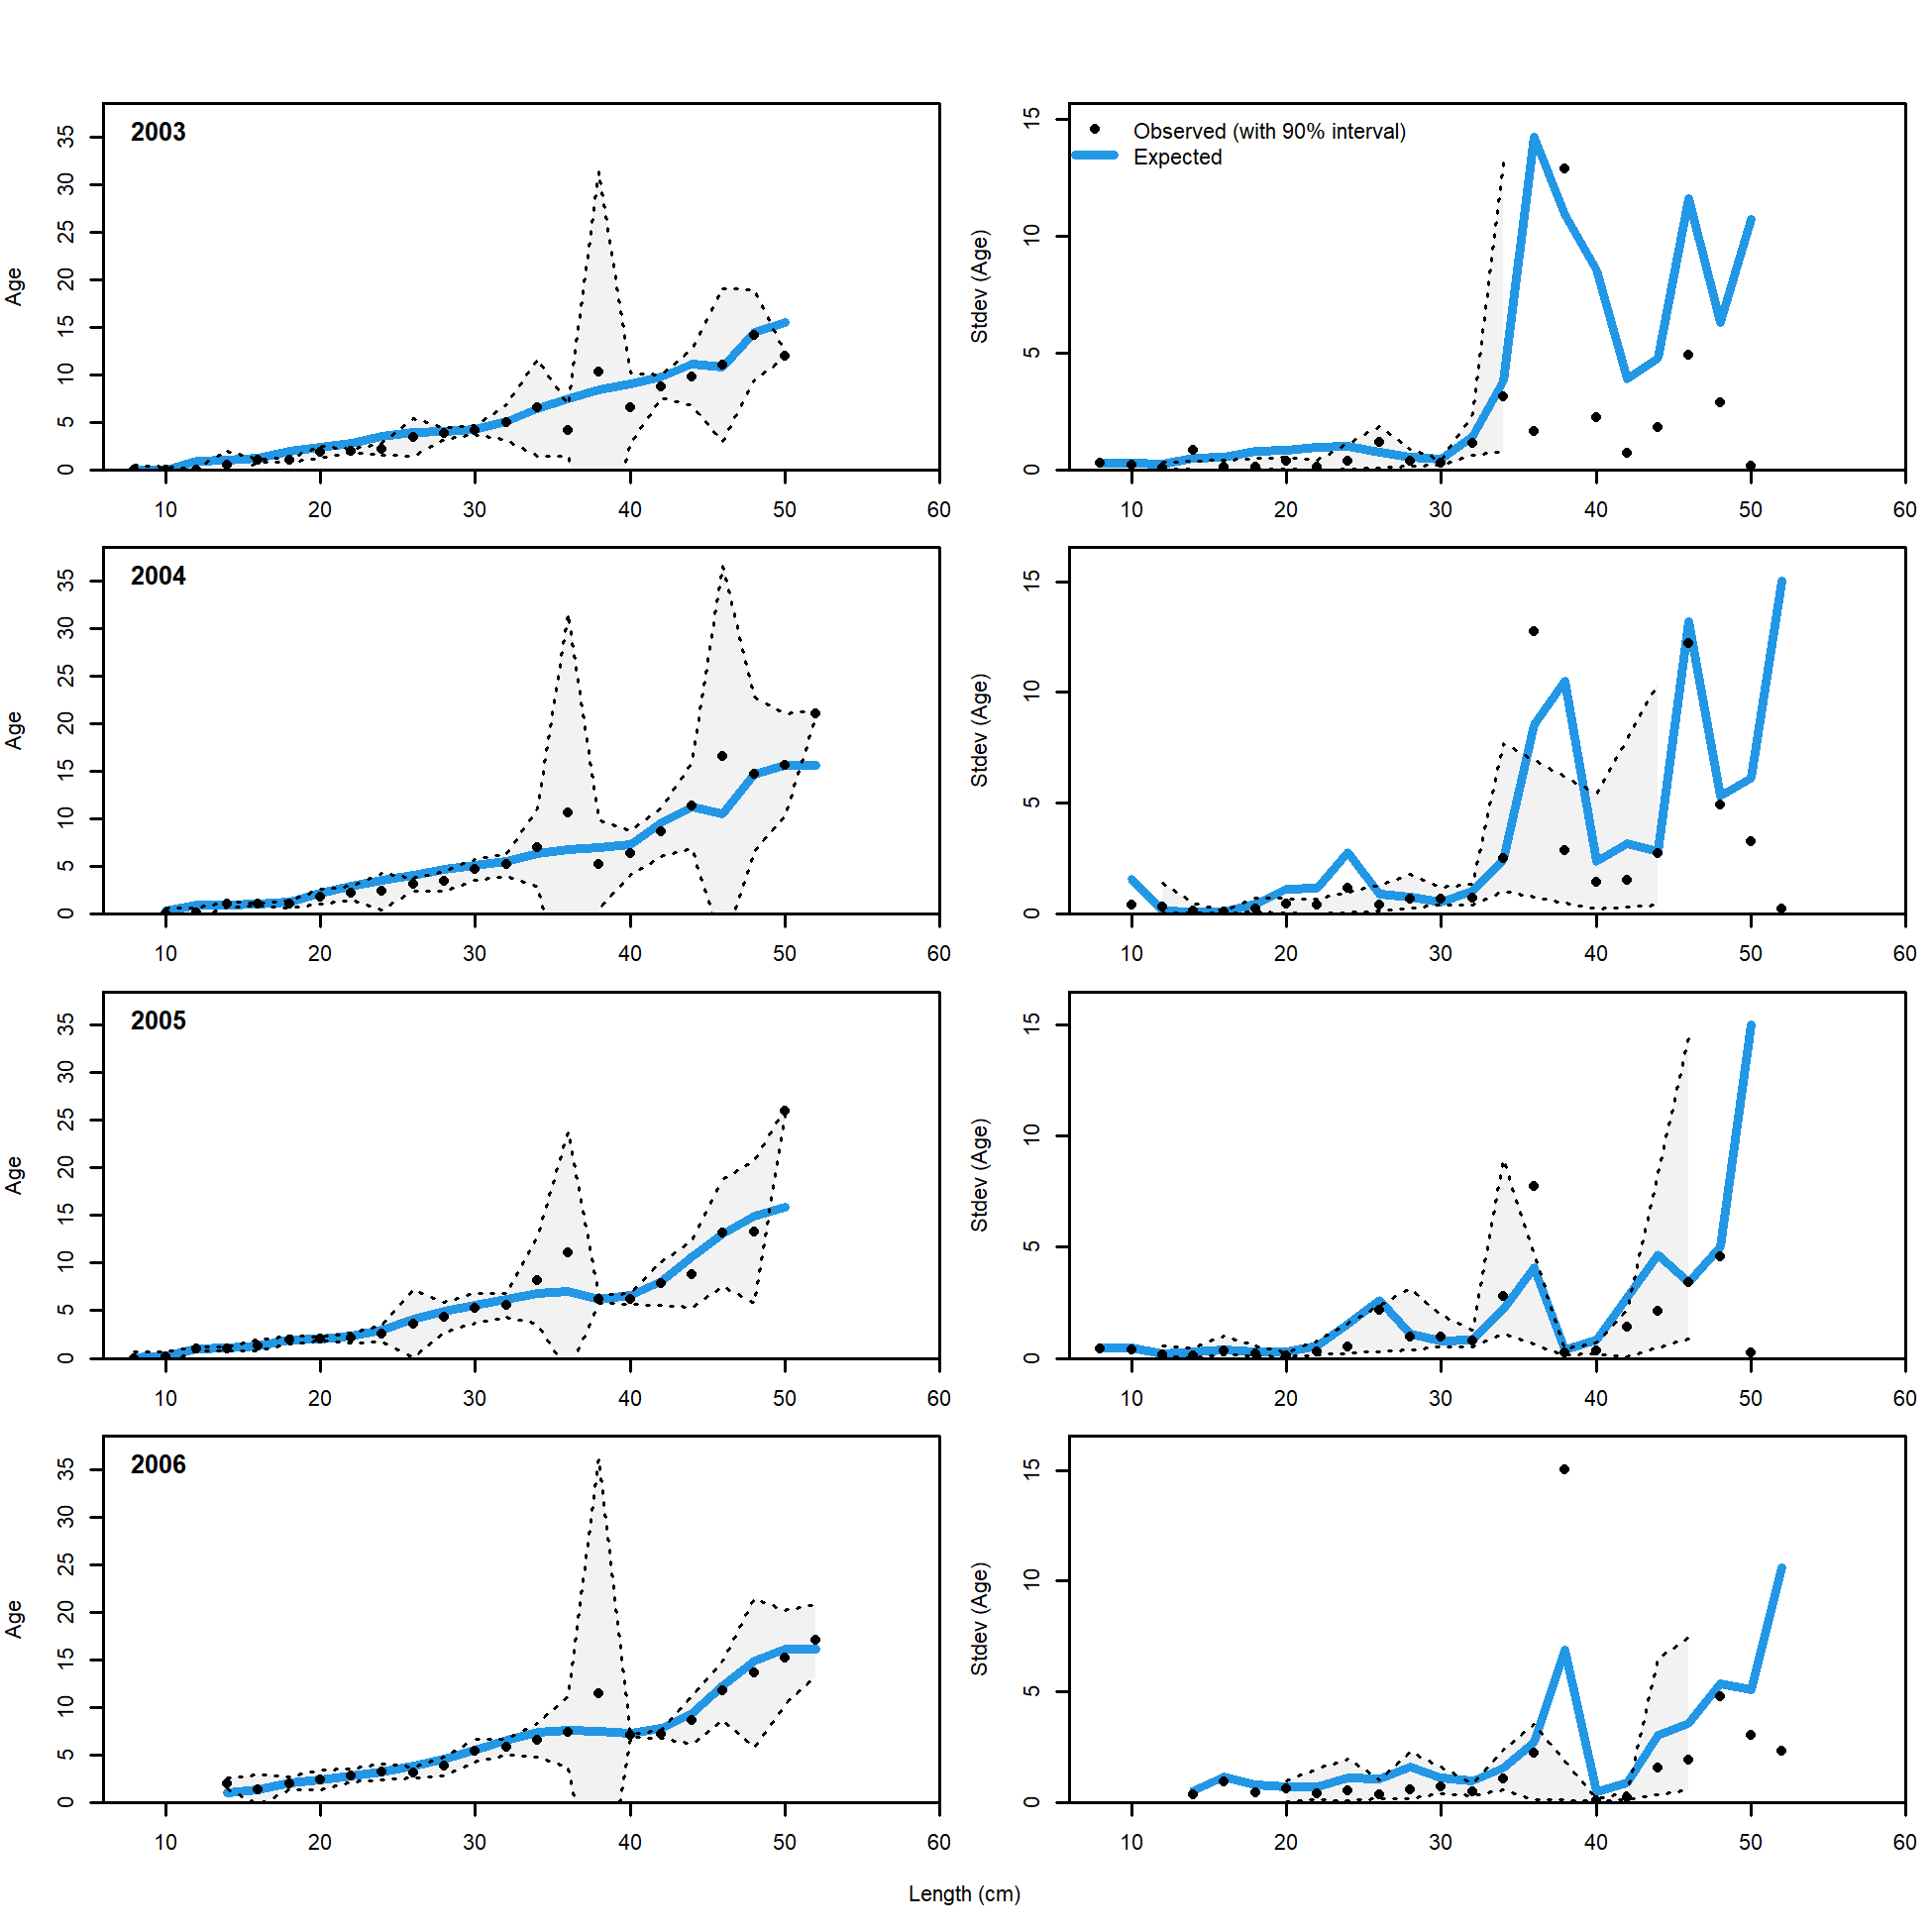 2003
Age
0 5 10 15 20 25 30 35
10 20 30 40 50 60
Observed (with 90% interval)
Expected
Stdev (Age)
0 5 10 15
10 20 30 40 50 60
2004
Age
0 5 10 15 20 25 30 35
10 20 30 40 50 60
Stdev (Age)
0 5 10 15
10 20 30 40 50 60
2005
Age
0 5 10 15 20 25 30 35
10 20 30 40 50 60
Stdev (Age)
0 5 10 15
10 20 30 40 50 60
2006
Age
0 5 10 15 20 25 30 35
10 20 30 40 50 60
Stdev (Age)
0 5 10 15
10 20 30 40 50 60
Length (cm)